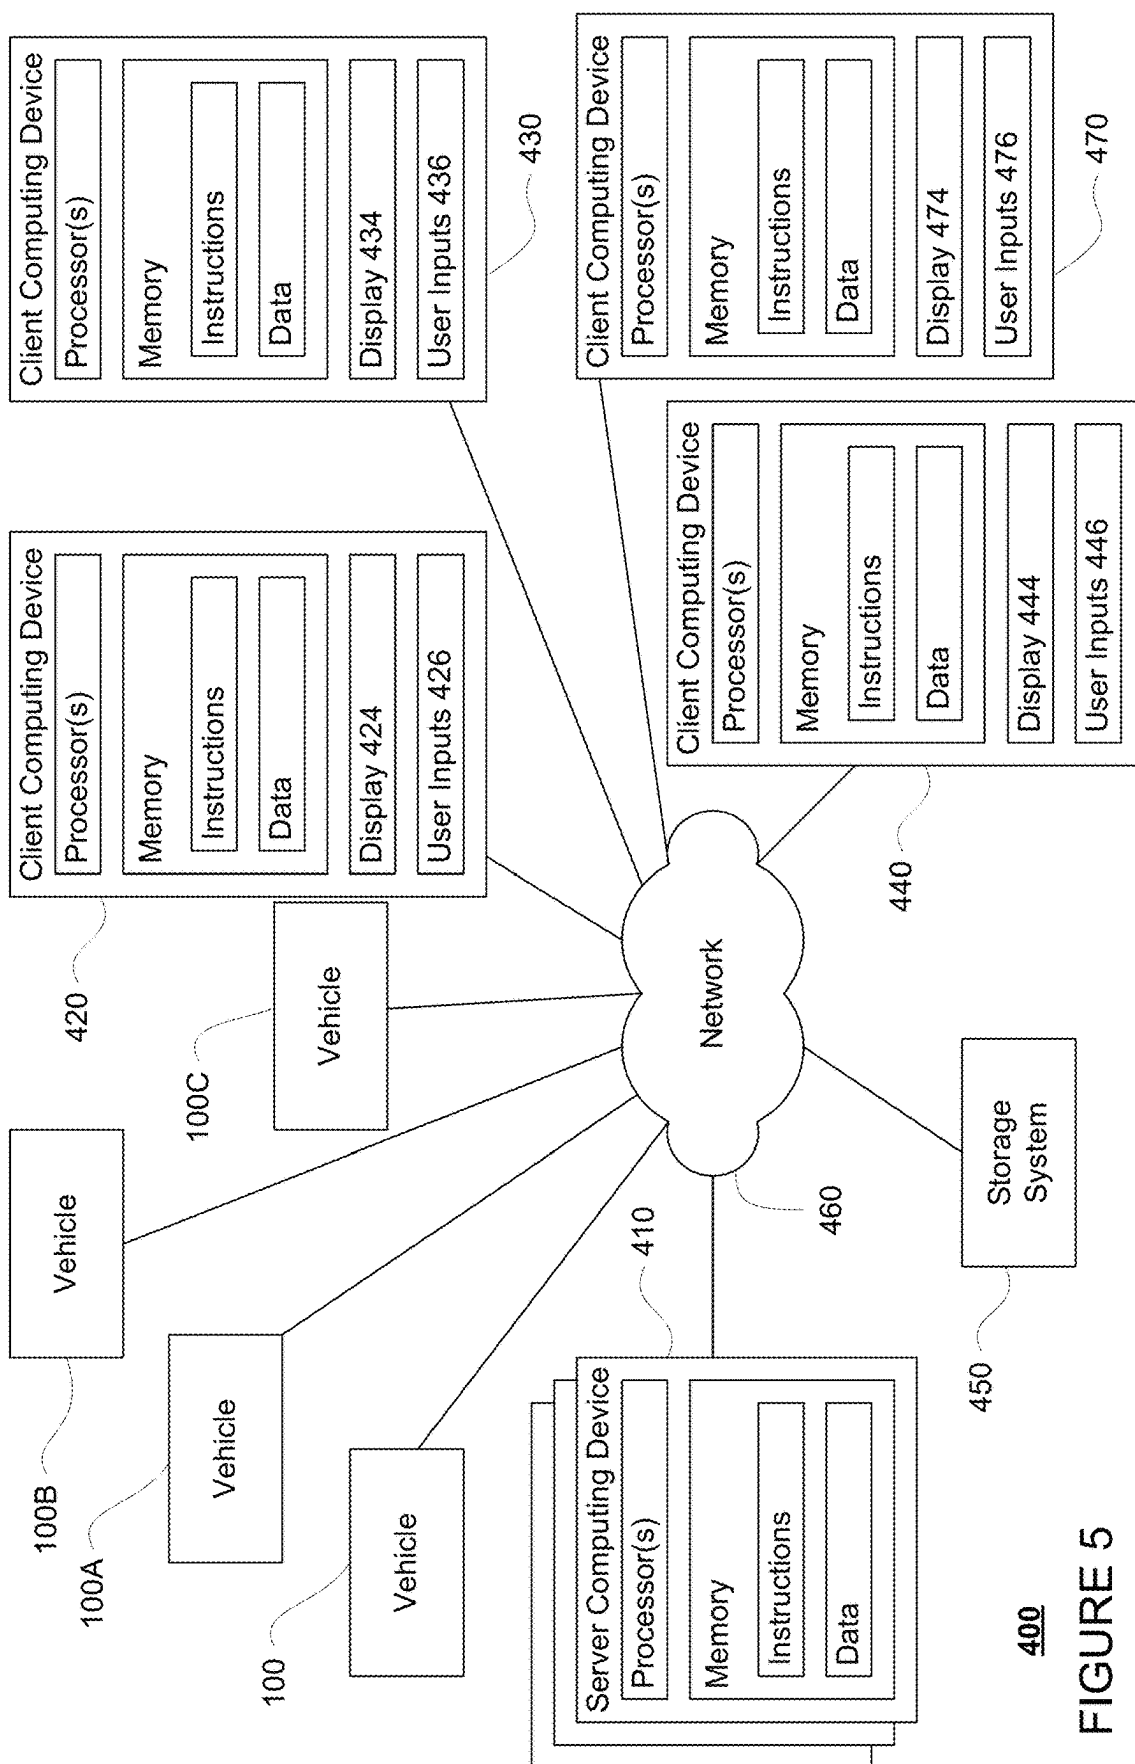 Vehicle
100B
Vehicle
100A
Vehicle
100
Vehicle
100C
Client Computing Device
Processor(s)
Memory
Instructions
Data
Display 424
User Inputs 426
420
Client Computing Device
Processor(s)
Memory
Instructions
Data
Display 434
User Inputs 436
430
Network
460
Server Computing Device
Processor(s)
Memory
Instructions
Data
410
Storage
System
450
Client Computing Device
Processor(s)
Memory
Instructions
Data
Display 444
User Inputs 446
440
Client Computing Device
Processor(s)
Memory
Instructions
Data
Display 474
User Inputs 476
470
400
FIGURE 5